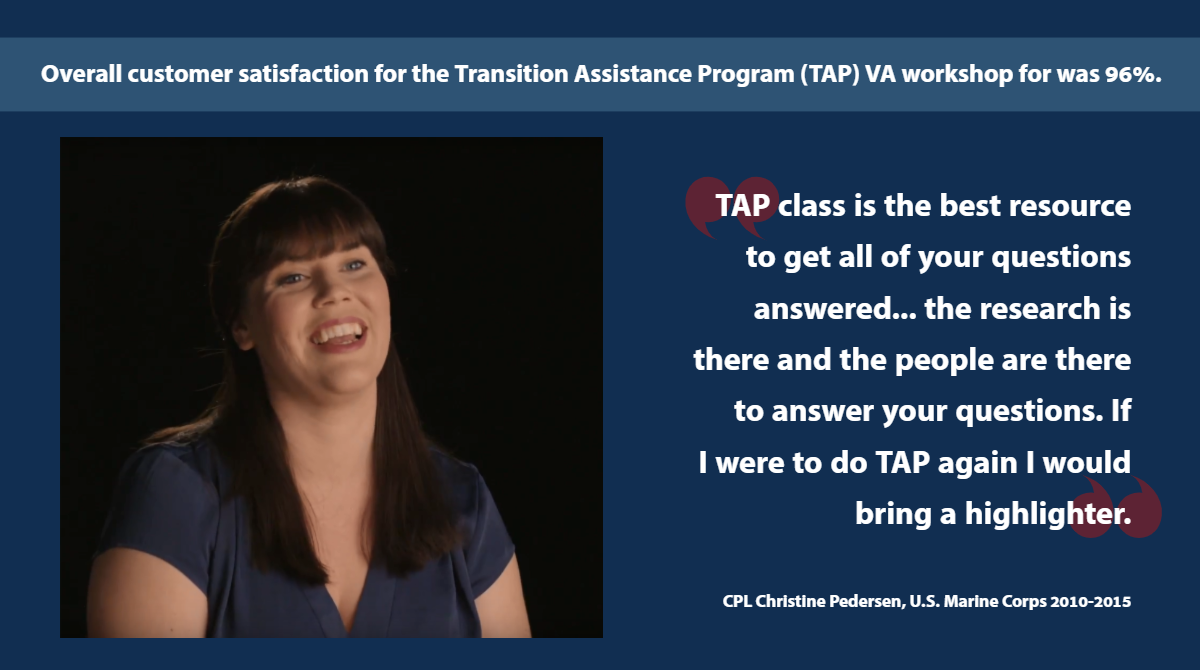 Overall customer satisfaction for the Transition Assistance Program (TAP) VA workshop for was 96%.
TAP class is the best resource
to get all of your questions
answered... the research is
there and the people are there
to answer your questions. If
I were to do TAP again I would
bring a highlighter.
CPL Christine Pedersen, U.S. Marine Corps 2010-2015